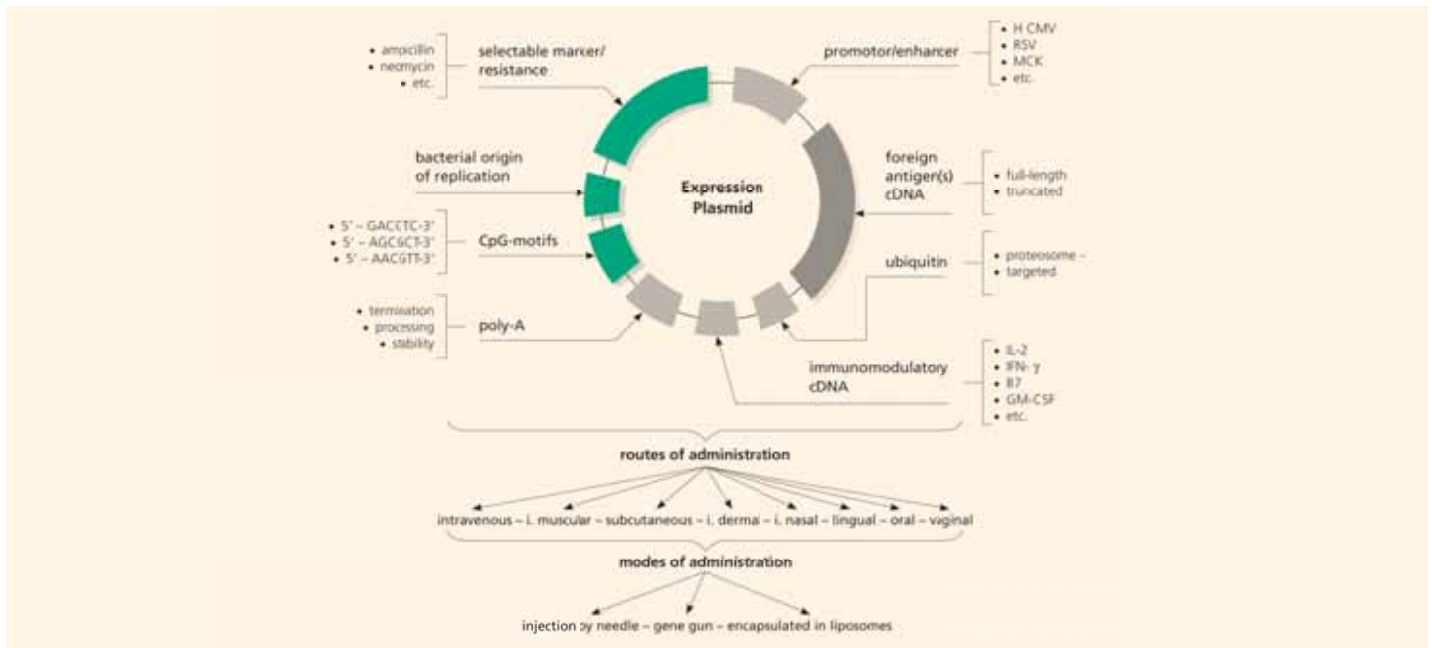 • ampicillin
• neomycin
• etc.
selectable marker/
resistance
promotor/enhancer
• H CMV
• RSV
• MCK
• etc.
bacterial origin
of replication
Expression
Plasmid
foreign
antiger(s)
cDNA
• full-length
• truncated
• 5' – GACGTC-3'
• 5' – AGCGCT-3'
• 5' – AACGTT-3'
CpG-motifs
ubiquitin
• proteosome -
• targeted
• termination
• processing
• stability
poly-A
immunomodulatory
cDNA
• IL-2
• IFN- γ
• B7
• GM-CSF
• etc.
routes of administration
intravenous – i. muscular – subcutaneous – i. dermal – i. nasal – lingual – oral – vaginal
modes of administration
injection by needle – gene gun – encapsulated in liposomes